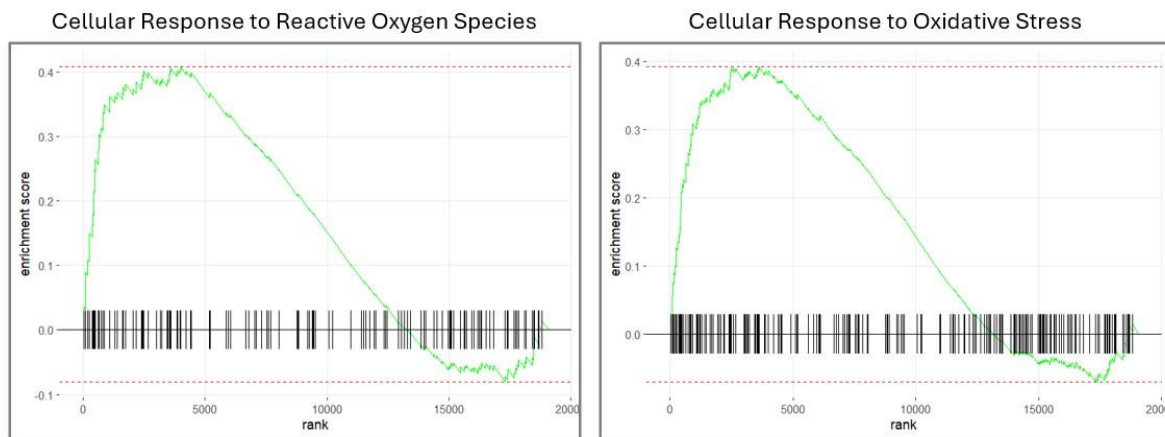 Cellular Response to Reactive Oxygen Species
0.4
0.3
0.2
0.1
0.0
-0.1
enrichment score
0 5000 10000 15000 20000
rank
Cellular Response to Oxidative Stress
0.4
0.3
0.2
0.1
0.0
enrichment score
0 5000 10000 15000 2000
rank